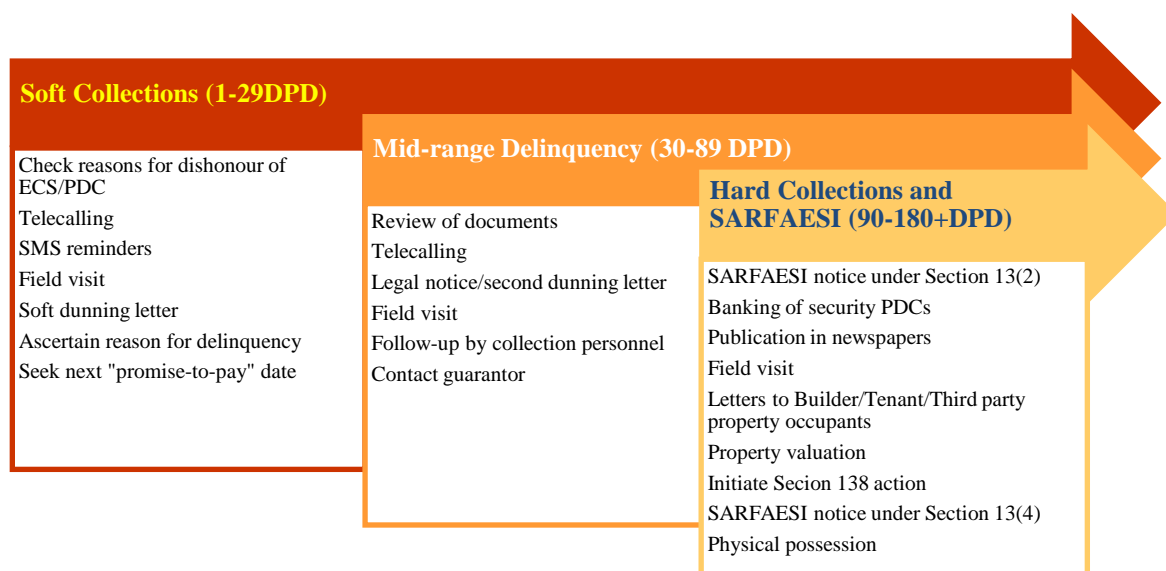 Soft Collections (1-29DPD)
Check reasons for dishonour of
ECS/PDC
Telecalling
SMS reminders
Field visit
Soft dunning letter
Ascertain reason for delinquency
Seek next "promise-to-pay" date
Mid-range Delinquency (30-89 DPD)
Review of documents
Telecalling
Legal notice/second dunning letter
Field visit
Follow-up by collection personnel
Contact guarantor
Hard Collections and
SARFAESI (90-180+DPD)
SARFAESI notice under Section 13(2)
Banking of security PDCs
Publication in newspapers
Field visit
Letters to Builder/Tenant/Third party
property occupants
Property valuation
Initiate Secion 138 action
SARFAESI notice under Section 13(4)
Physical possession